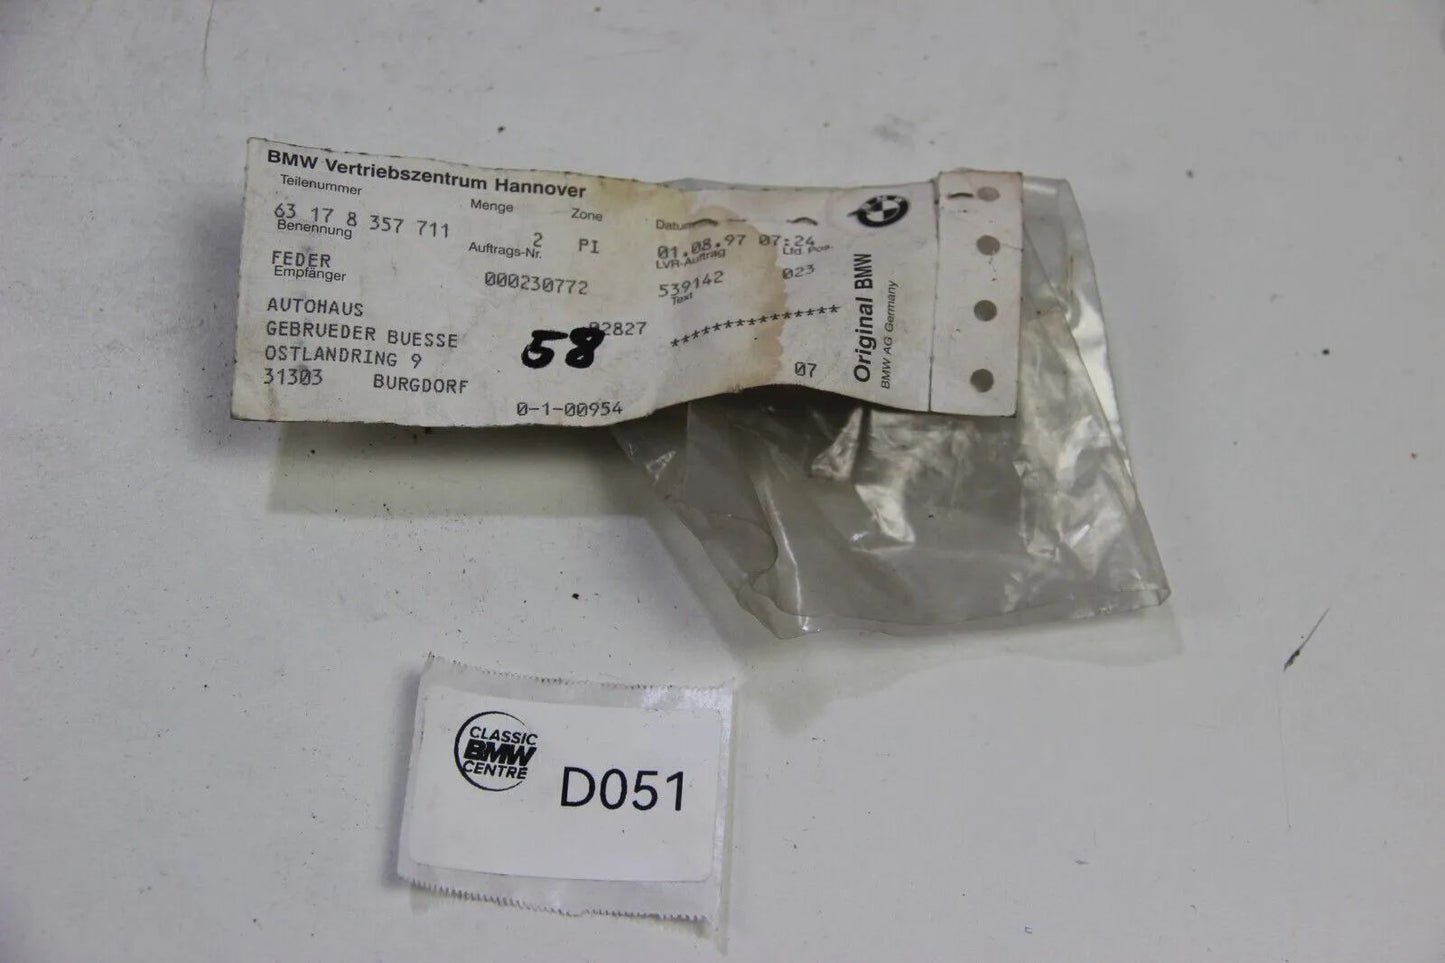 BMW Vertriebszentrum Hannover
Teilenummer Menge Zone Datum
63 17 8 357 711 2 PI 01.08.97 07:24
Benennung Auftrags-Nr. LVR-Auftrag Lfd Pos.
FEDER 000230772 539142 023
Empfänger Text
AUTOHAUS
GEBRUEDER BUESSE 02827 **************
OSTLANDRING 9 58
31303 BURGDORF 07
0-1-00954
Original BMW
BMW AG Germany
CLASSIC
BMW
CENTRE
D051